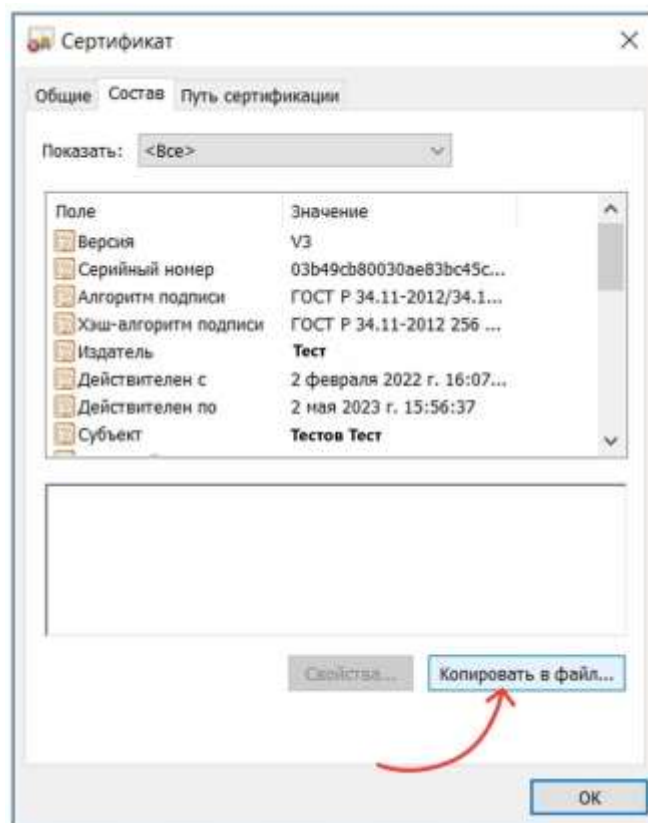 Сертификат
Общие Состав Путь сертификации
Показать: <Все>
Поле Значение
Версия V3
Серийный номер 03b49cb80030ae83bc45c...
Алгоритм подписи ГОСТ Р 34.11-2012/34.1...
Хэш-алгоритм подписи ГОСТ Р 34.11-2012 256 ...
Издатель Тест
Действителен с 2 февраля 2022 г. 16:07...
Действителен по 2 мая 2023 г. 15:56:37
Субъект Тестов Тест
Свойства... Копировать в файл...
ОК